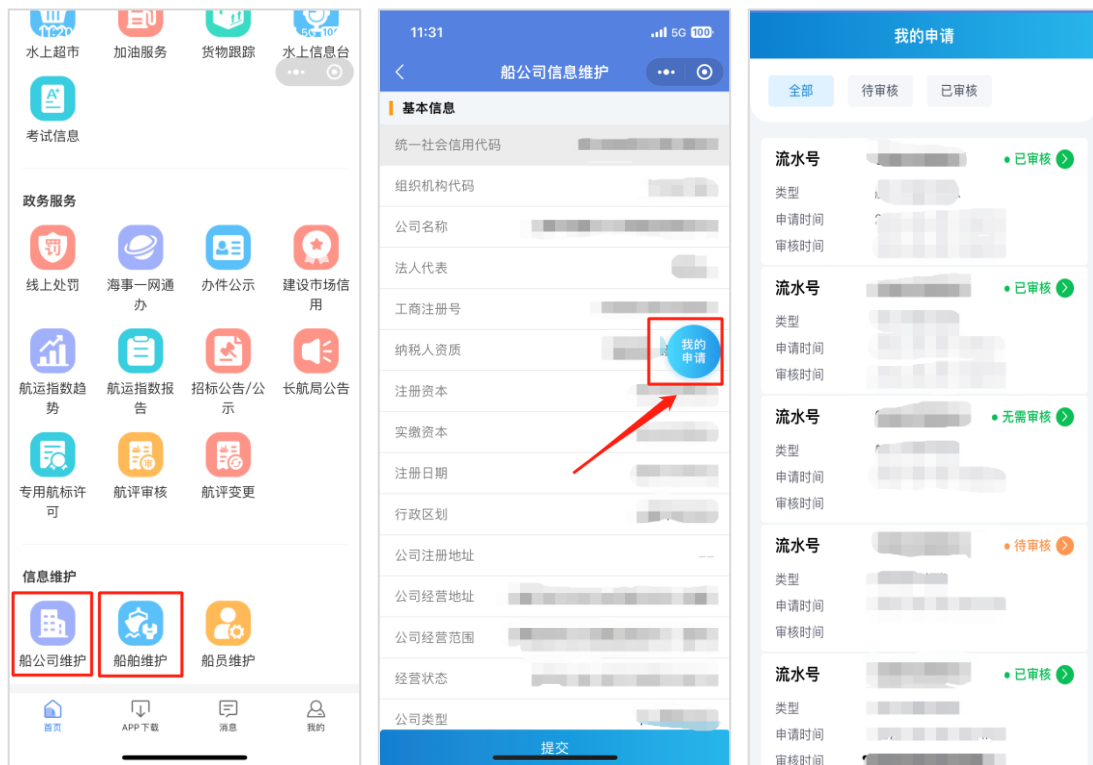 11:20
5G 100
水上超市
加油服务
货物跟踪
水上信息台
考试信息
政务服务
罚
线上处罚
海事一网通
办
办件公示
建设市场信
用
航运指数趋
势
航运指数报
告
招标公告/公
示
长航局公告
专用航标许
可
航评审核
航评变更
信息维护
船公司维护
船舶维护
船员维护
首页
APP下载
消息
我的
11:31
5G 100
船公司信息维护
基本信息
统一社会信用代码
组织机构代码
公司名称
法人代表
工商注册号
纳税人资质
我的
申请
注册资本
实缴资本
注册日期
行政区划
公司注册地址
--
公司经营地址
公司经营范围
经营状态
公司类型
提交
我的申请
全部
待审核
已审核
流水号
已审核
类型
申请时间
审核时间
流水号
已审核
类型
申请时间
审核时间
流水号
无需审核
类型
申请时间
审核时间
流水号
待审核
类型
申请时间
审核时间
流水号
已审核
类型
申请时间
审核时间